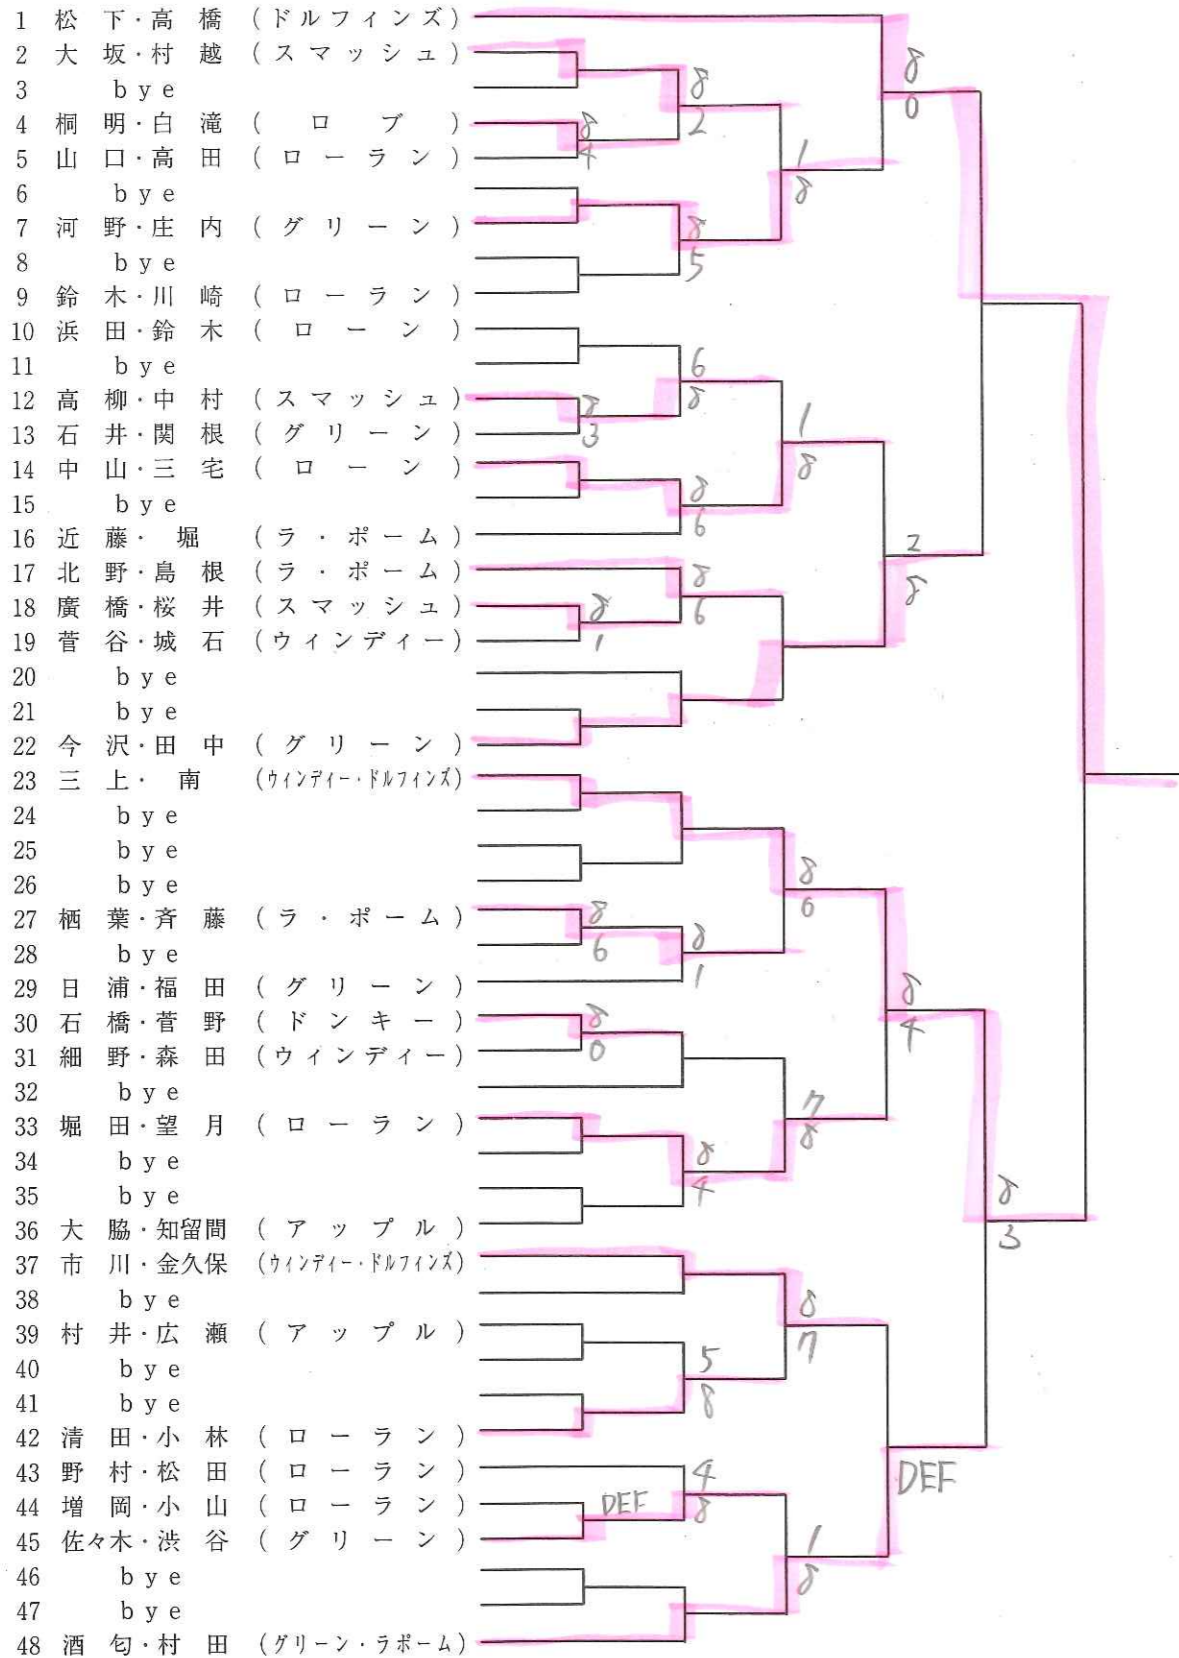 1 松下・高橋 (ドルフィンズ)
2 大坂・村越 (スマッシュ)
3 bye
8
8
2
0
4 桐明・白滝 (ロブ)
8
5 山口・高田 (ローラン)
4
1
6 bye
8
7 河野・庄内 (グリーン)
8
8 bye
5
9 鈴木・川崎 (ローラン)
10 浜田・鈴木 (ローン)
11 bye
6
12 高柳・中村 (スマッシュ)
8
8
13 石井・関根 (グリーン)
3
1
14 中山・三宅 (ローン)
8
15 bye
8
16 近藤・堀 (ラ・ポーム)
6
2
17 北野・島根 (ラ・ポーム)
8
8
18 廣橋・桜井 (スマッシュ)
8
6
19 菅谷・城石 (ウィンディー)
1
20 bye
21 bye
22 今沢・田中 (グリーン)
23 三上・南 (ウィンディー・ドルフィンズ)
24 bye
25 bye
8
26 bye
6
27 栖葉・斉藤 (ラ・ポーム)
8
28 bye
6
8
29 日浦・福田 (グリーン)
1
8
30 石橋・菅野 (ドンキー)
8
4
31 細野・森田 (ウィンディー)
0
32 bye
7
33 堀田・望月 (ローラン)
8
34 bye
8
35 bye
4
8
36 大脇・知留間 (アップル)
3
37 市川・金久保 (ウィンディー・ドルフィンズ)
38 bye
8
39 村井・広瀬 (アップル)
7
40 bye
5
41 bye
8
42 清田・小林 (ローラン)
43 野村・松田 (ローラン)
4
DEF
44 増岡・小山 (ローラン)
DEF
8
45 佐々木・渋谷 (グリーン)
1
46 bye
8
47 bye
48 酒匂・村田 (グリーン・ラポーム)